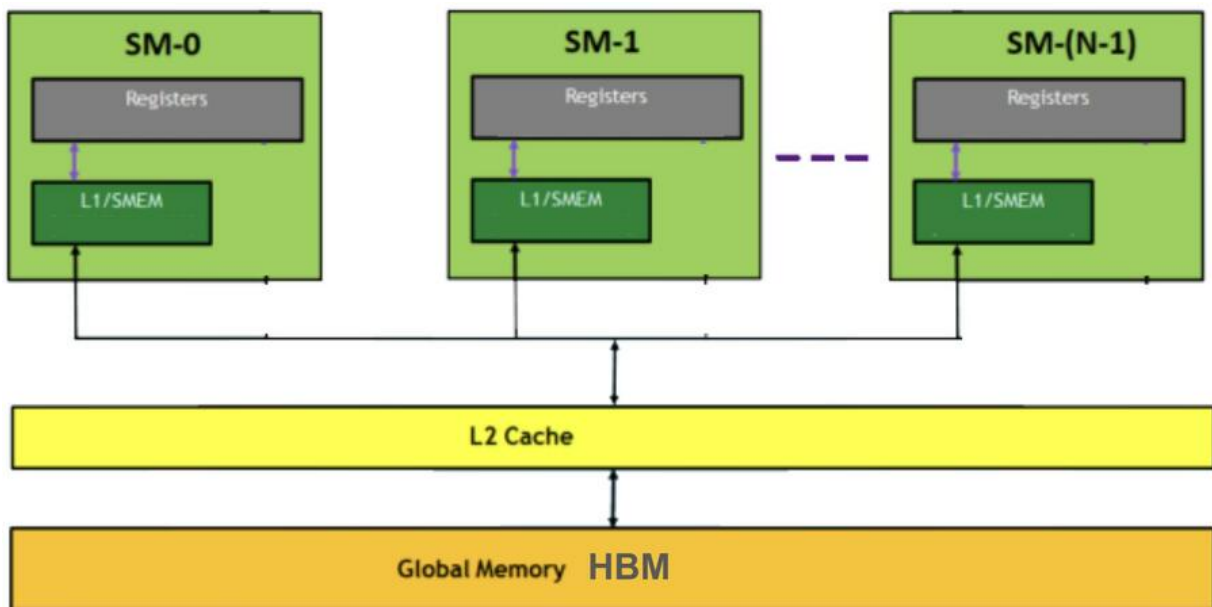 SM-0
SM-1
SM-(N-1)
Registers
Registers
Registers
L1/SMEM
L1/SMEM
L1/SMEM
L2 Cache
Global Memory HBM